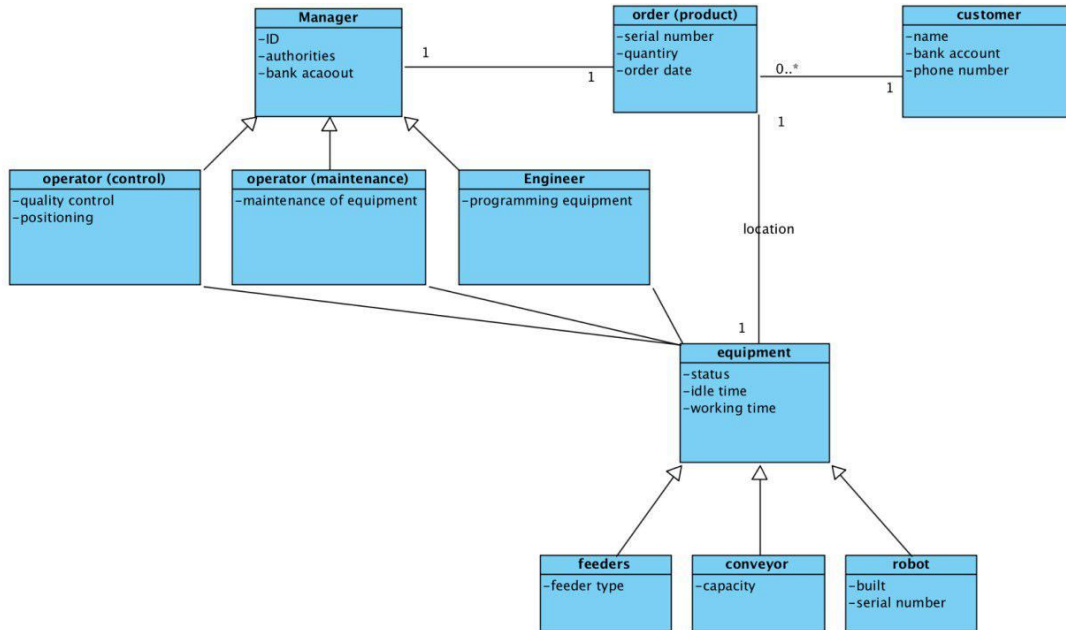 Manager
-ID
-authorities
-bank acaoout
order (product)
-serial number
-quantiry
-order date
customer
-name
-bank account
-phone number
1
1
0..*
1
1
operator (control)
-quality control
-positioning
operator (maintenance)
-maintenance of equipment
Engineer
-programming equipment
location
1
equipment
-status
-idle time
-working time
feeders
-feeder type
conveyor
-capacity
robot
-built
-serial number